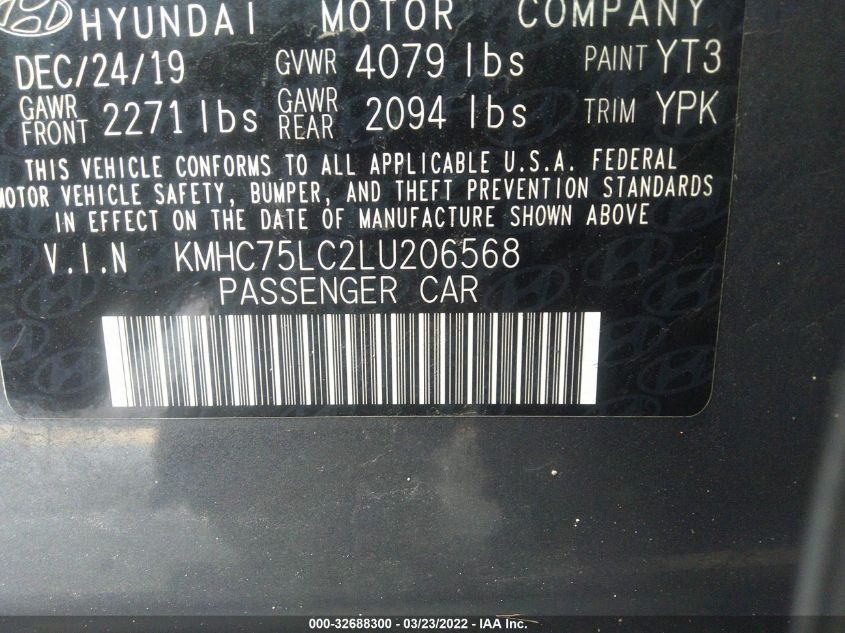 HYUNDAI MOTOR COMPANY
DEC/24/19 GVWR 4079 lbs PAINT YT3
GAWR FRONT 2271 lbs GAWR REAR 2094 lbs TRIM YPK
THIS VEHICLE CONFORMS TO ALL APPLICABLE U.S.A. FEDERAL
MOTOR VEHICLE SAFETY, BUMPER, AND THEFT PREVENTION STANDARDS
IN EFFECT ON THE DATE OF MANUFACTURE SHOWN ABOVE
V.I.N KMHC75LC2LU206568
PASSENGER CAR
000-32688300 - 03/23/2022 - IAA Inc.